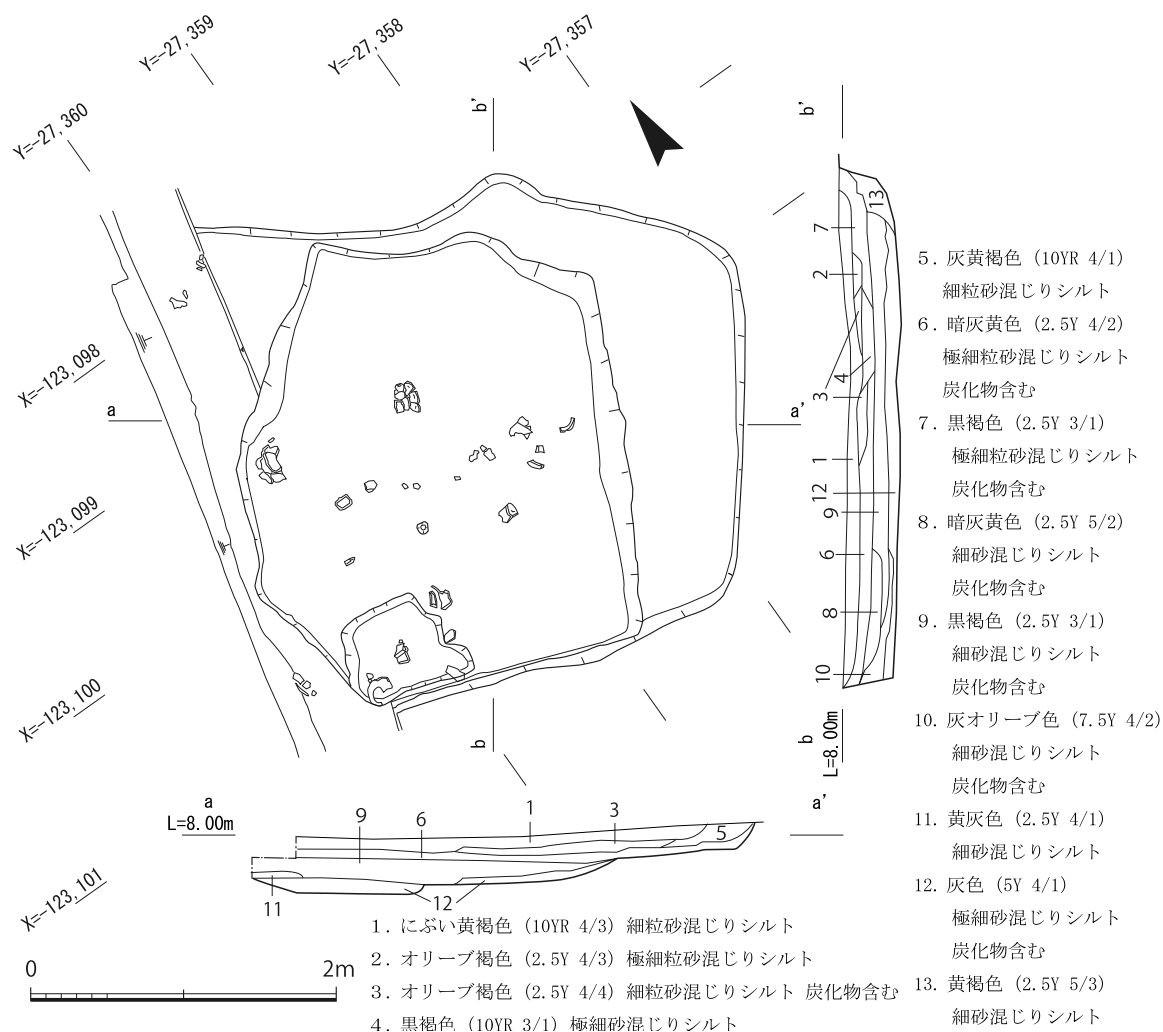 Y=-27,359
Y=-27,358
Y=-27,357
Y=-27,360
b'
b'
X=-123,098
a
a'
X=-123,099
X=-123,100
b
b
L=8.00m
13
7
2
4
3
1
12
9
6
8
10
a
L=8.00m
a'
9
6
1
3
5
11
12
X=-123,101
0
2m
1. にぶい黄褐色（10YR 4/3）細粒砂混じりシルト
2. オリーブ褐色（2.5Y 4/3）極細粒砂混じりシルト
3. オリーブ褐色（2.5Y 4/4）細粒砂混じりシルト 炭化物含む
4. 黒褐色（10YR 3/1）極細砂混じりシルト
5. 灰黄褐色（10YR 4/1）
細粒砂混じりシルト
6. 暗灰黄色（2.5Y 4/2）
極細粒砂混じりシルト
炭化物含む
7. 黒褐色（2.5Y 3/1）
極細粒砂混じりシルト
炭化物含む
8. 暗灰黄色（2.5Y 5/2）
細砂混じりシルト
炭化物含む
9. 黒褐色（2.5Y 3/1）
細砂混じりシルト
炭化物含む
10. 灰オリーブ色（7.5Y 4/2）
細砂混じりシルト
炭化物含む
11. 黄灰色（2.5Y 4/1）
細砂混じりシルト
12. 灰色（5Y 4/1）
極細砂混じりシルト
炭化物含む
13. 黄褐色（2.5Y 5/3）
細砂混じりシルト